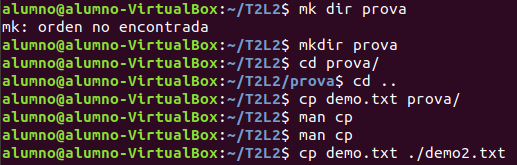 alumno@alumno-VirtualBox:~/T2L2$ mk dir prova
mk: orden no encontrada
alumno@alumno-VirtualBox:~/T2L2$ mkdir prova
alumno@alumno-VirtualBox:~/T2L2$ cd prova/
alumno@alumno-VirtualBox:~/T2L2/prova$ cd ..
alumno@alumno-VirtualBox:~/T2L2$ cp demo.txt prova/
alumno@alumno-VirtualBox:~/T2L2$ man cp
alumno@alumno-VirtualBox:~/T2L2$ man cp
alumno@alumno-VirtualBox:~/T2L2$ cp demo.txt ./demo2.txt